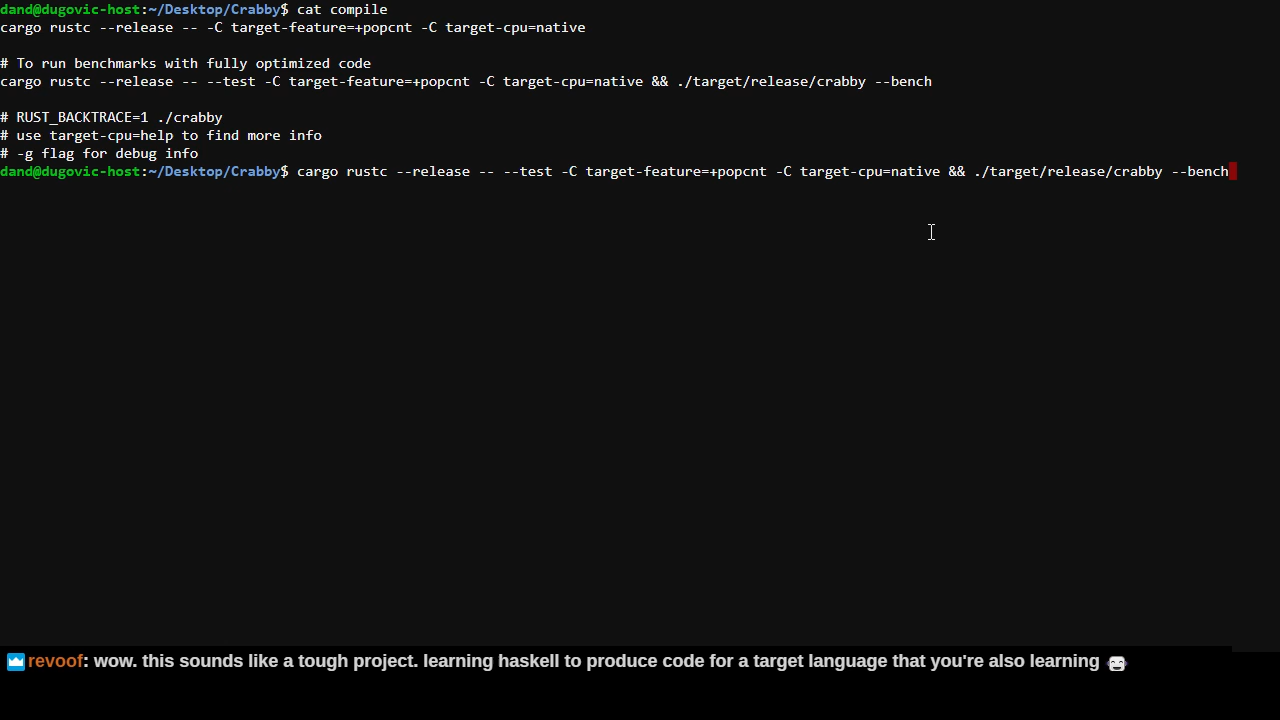 dand@dugovic-host:~/Desktop/Crabby$ cat compile
cargo rustc --release -- -C target-feature=+popcnt -C target-cpu=native
# To run benchmarks with fully optimized code
cargo rustc --release -- --test -C target-feature=+popcnt -C target-cpu=native && ./target/release/crabby --bench
# RUST_BACKTRACE=1 ./crabby
# use target-cpu=help to find more info
# -g flag for debug info
dand@dugovic-host:~/Desktop/Crabby$ cargo rustc --release -- --test -C target-feature=+popcnt -C target-cpu=native && ./target/release/crabby --bench
revoof: wow. this sounds like a tough project. learning haskell to produce code for a target language that you're also learning